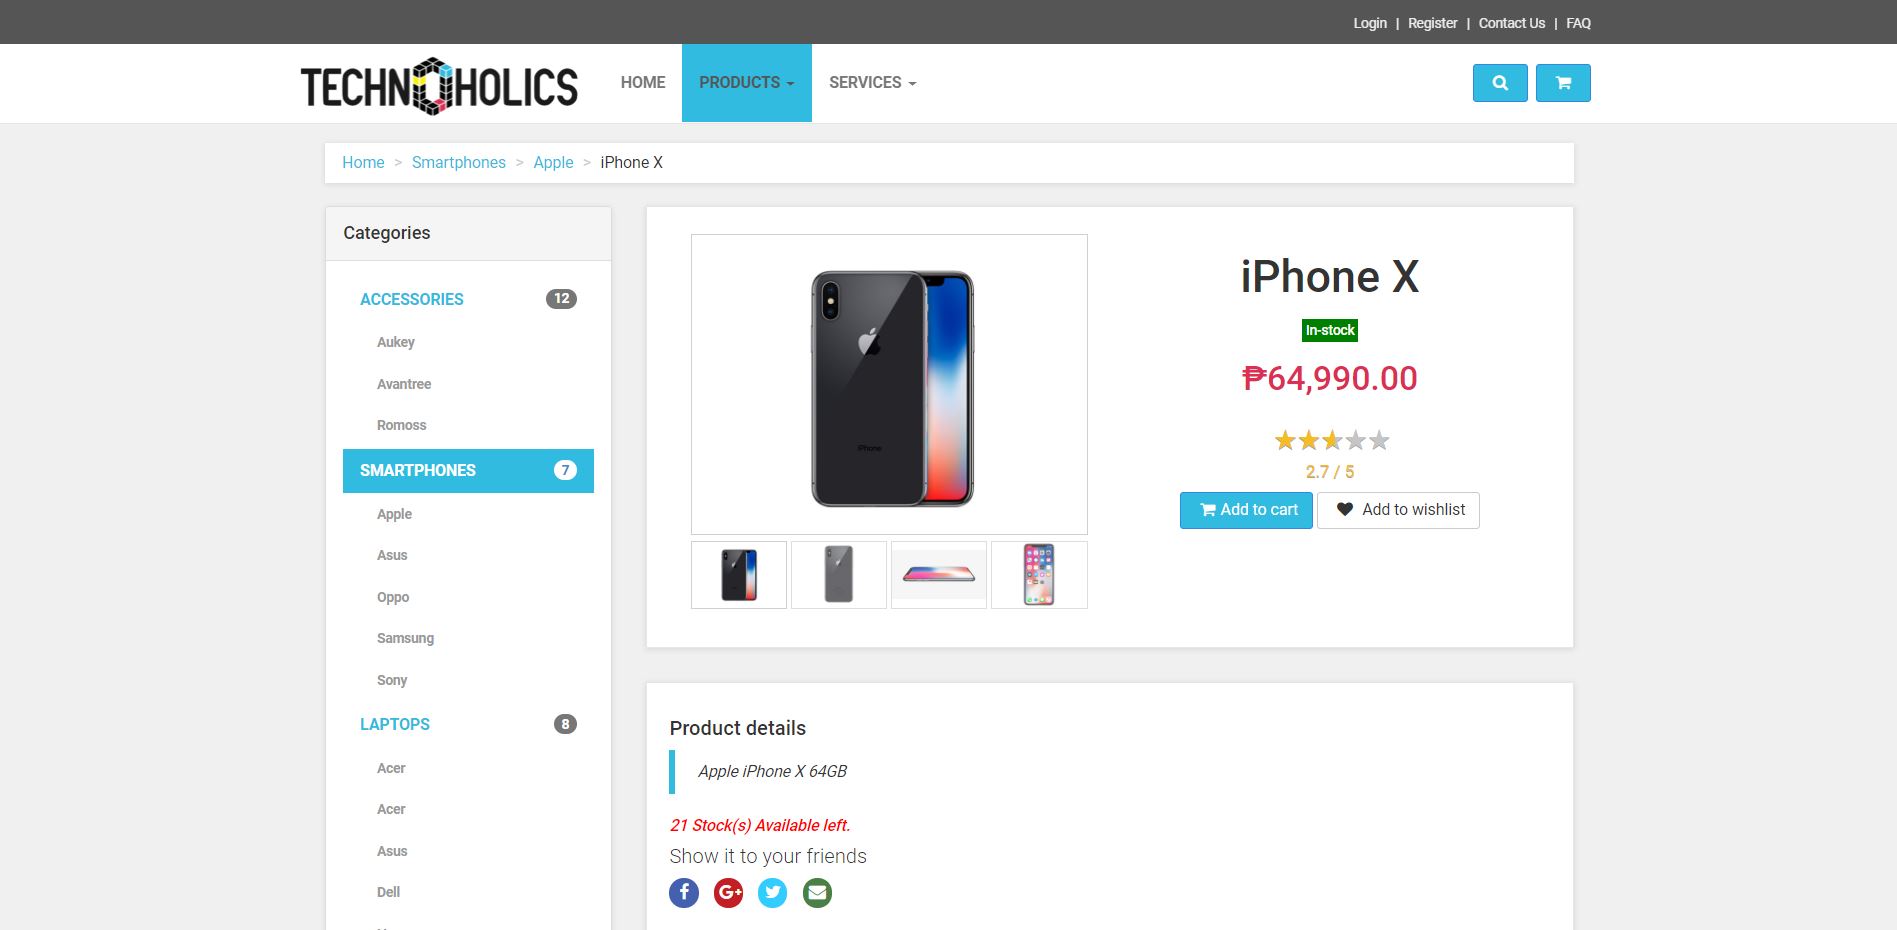 Login | Register | Contact Us | FAQ
TECHNOHOLICS HOME PRODUCTS SERVICES
Home > Smartphones > Apple > iPhone X
Categories
ACCESSORIES 12
Aukey
Avantree
Romoss
SMARTPHONES 7
Apple
Asus
Oppo
Samsung
Sony
LAPTOPS 8
Acer
Acer
Asus
Dell
iPhone
iPhone X
In-stock
₱64,990.00
2.7 / 5
Add to cart Add to wishlist
Product details
Apple iPhone X 64GB
21 Stock(s) Available left.
Show it to your friends